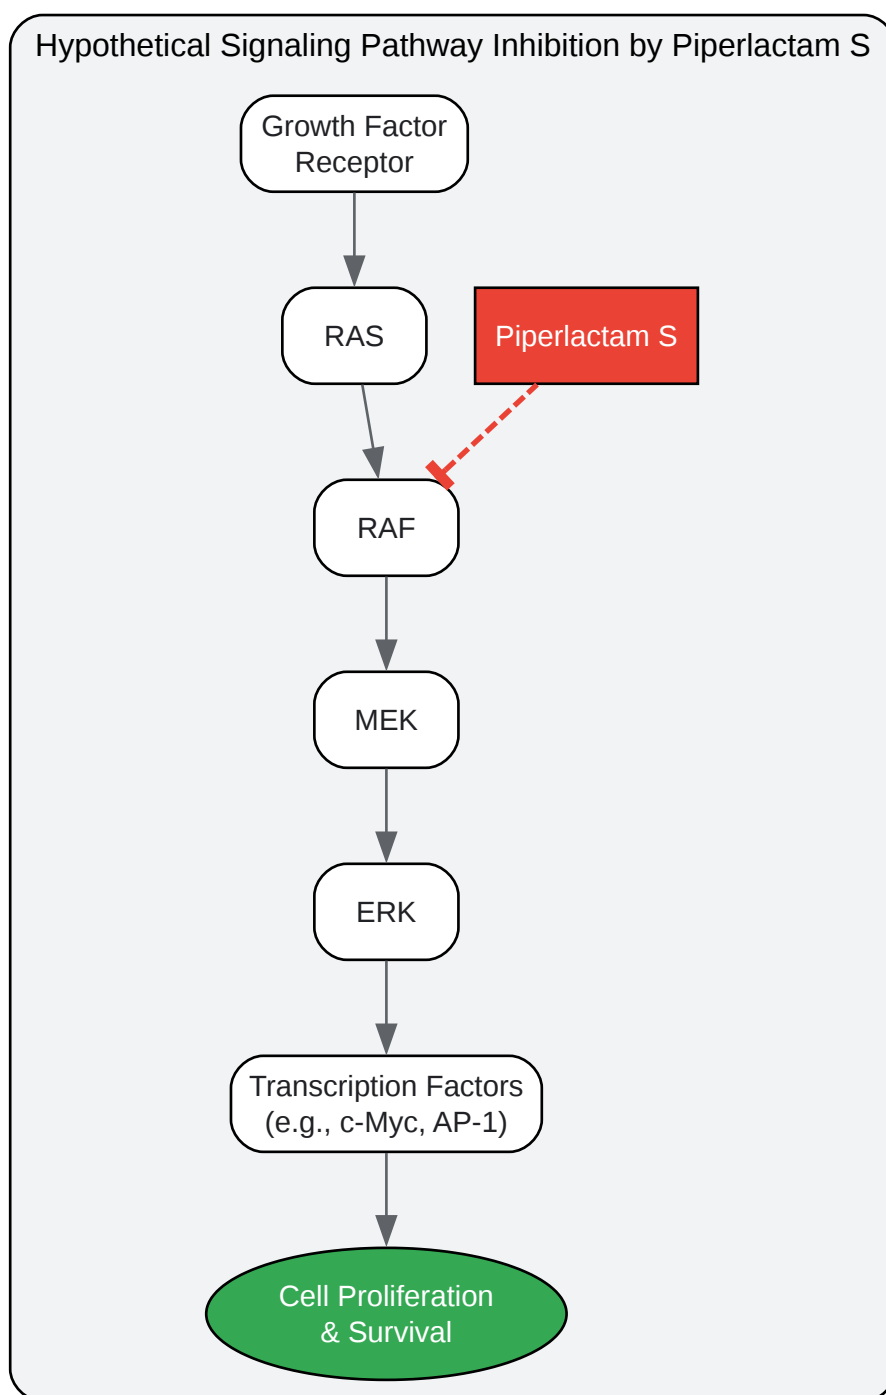 Hypothetical Signaling Pathway Inhibition by Piperlactam S
Growth Factor
Receptor
RAS
Piperlactam S
RAF
MEK
ERK
Transcription Factors
(e.g., c-Myc, AP-1)
Cell Proliferation
& Survival